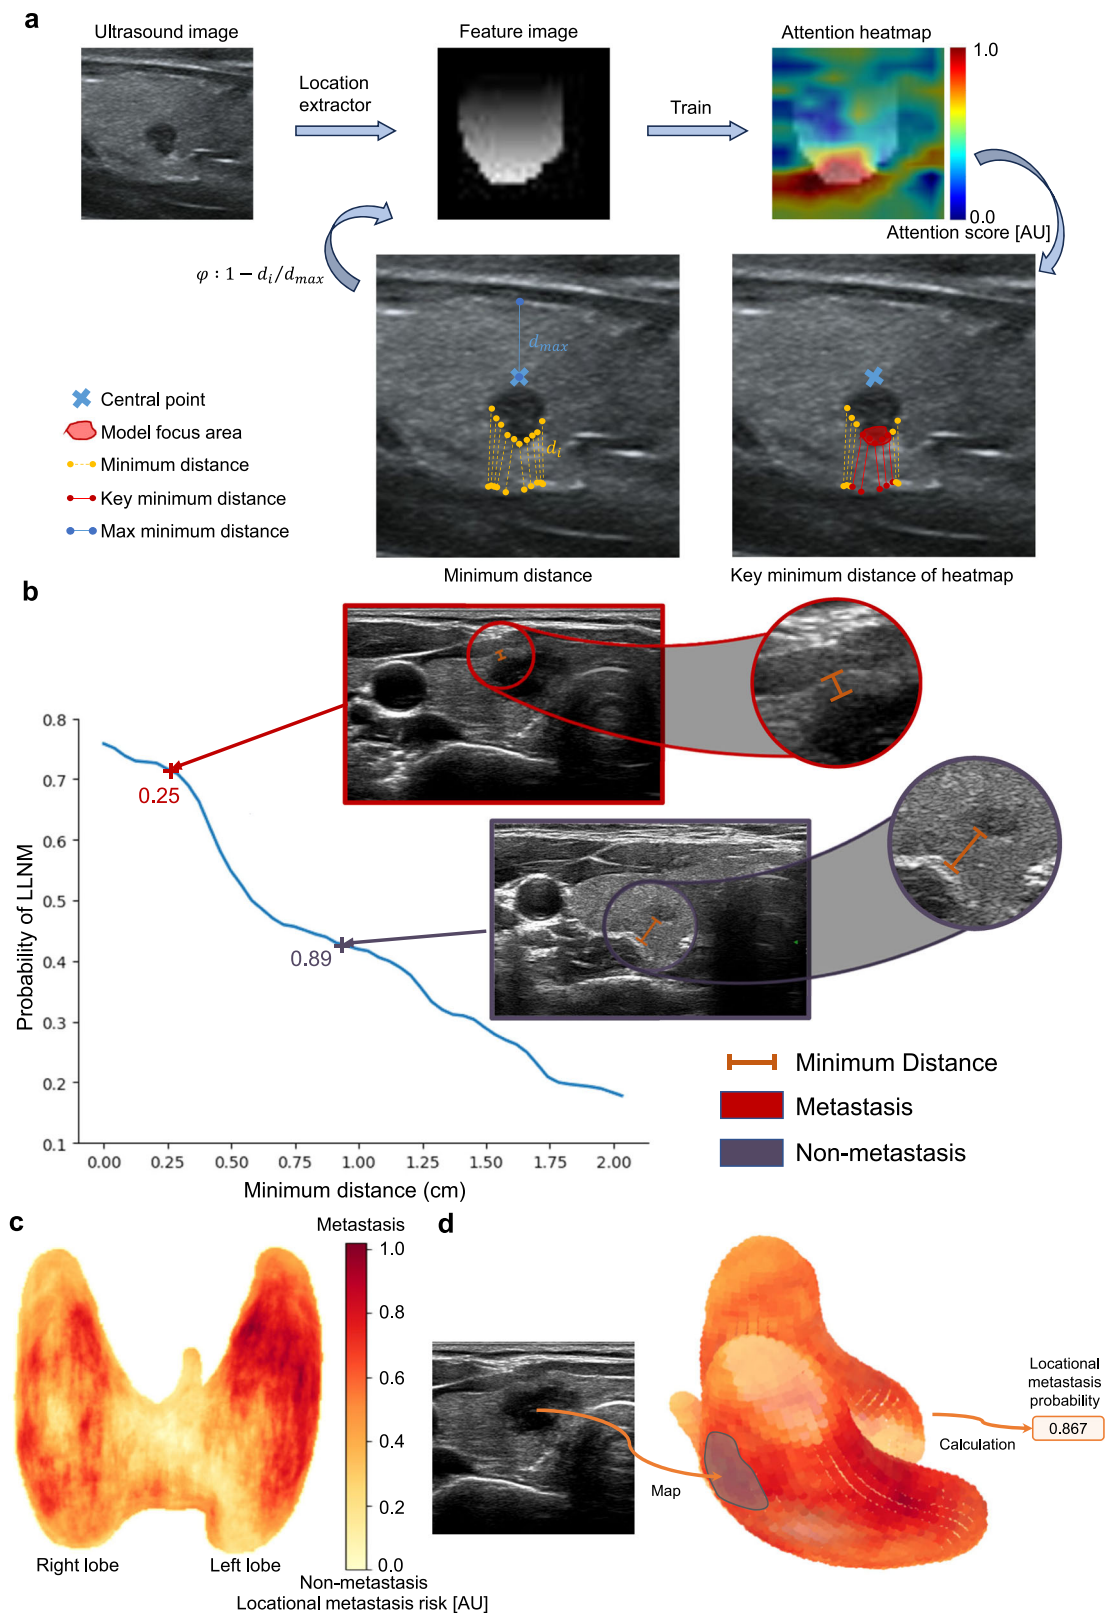 a
Ultrasound image
Feature image
Attention heatmap
Location
extractor
Train
1.0
0.0
Attention score [AU]
φ : 1 − d_i/d_max
d_max
d_i
Central point
Model focus area
Minimum distance
Key minimum distance
Max minimum distance
Minimum distance
Key minimum distance of heatmap
b
0.8
0.7
0.6
0.5
0.4
0.3
0.2
0.1
Probability of LLNM
0.25
0.89
0.00
0.25
0.50
0.75
1.00
1.25
1.50
1.75
2.00
Minimum distance (cm)
Minimum Distance
Metastasis
Non-metastasis
c
Metastasis
1.0
0.8
0.6
0.4
0.2
0.0
Right lobe
Left lobe
Non-metastasis
Locational metastasis risk [AU]
d
Map
Calculation
Locational
metastasis
probability
0.867